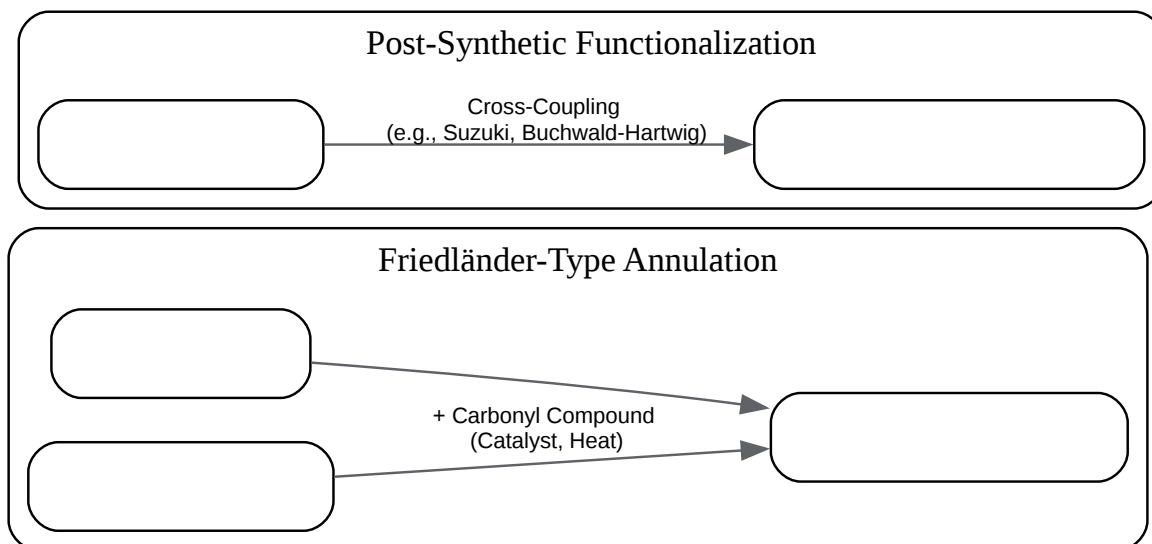 Post-Synthetic Functionalization
Cross-Coupling
(e.g., Suzuki, Buchwald-Hartwig)
Friedländer-Type Annulation
+ Carbonyl Compound
(Catalyst, Heat)